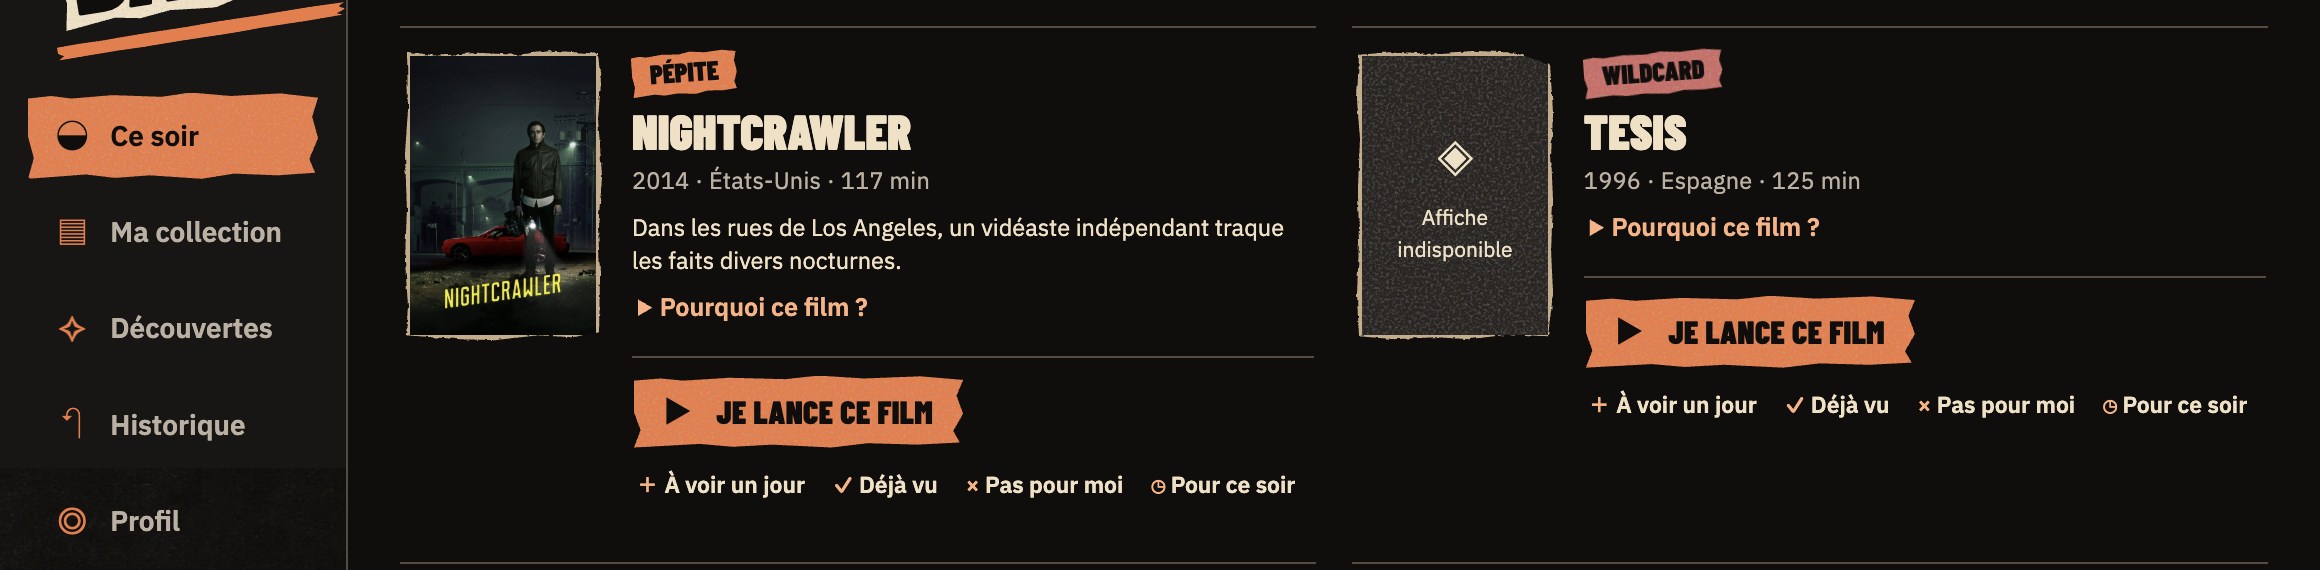 Ce soir
Ma collection
Découvertes
Historique
Profil
PÉPITE
NIGHTCRAWLER
2014 · États-Unis · 117 min
Dans les rues de Los Angeles, un vidéaste indépendant traque
les faits divers nocturnes.
Pourquoi ce film ?
JE LANCE CE FILM
À voir un jour Déjà vu Pas pour moi Pour ce soir
NIGHTCRAWLER
WILDCARD
TESIS
1996 · Espagne · 125 min
Pourquoi ce film ?
JE LANCE CE FILM
À voir un jour Déjà vu Pas pour moi Pour ce soir
Affiche
indisponible